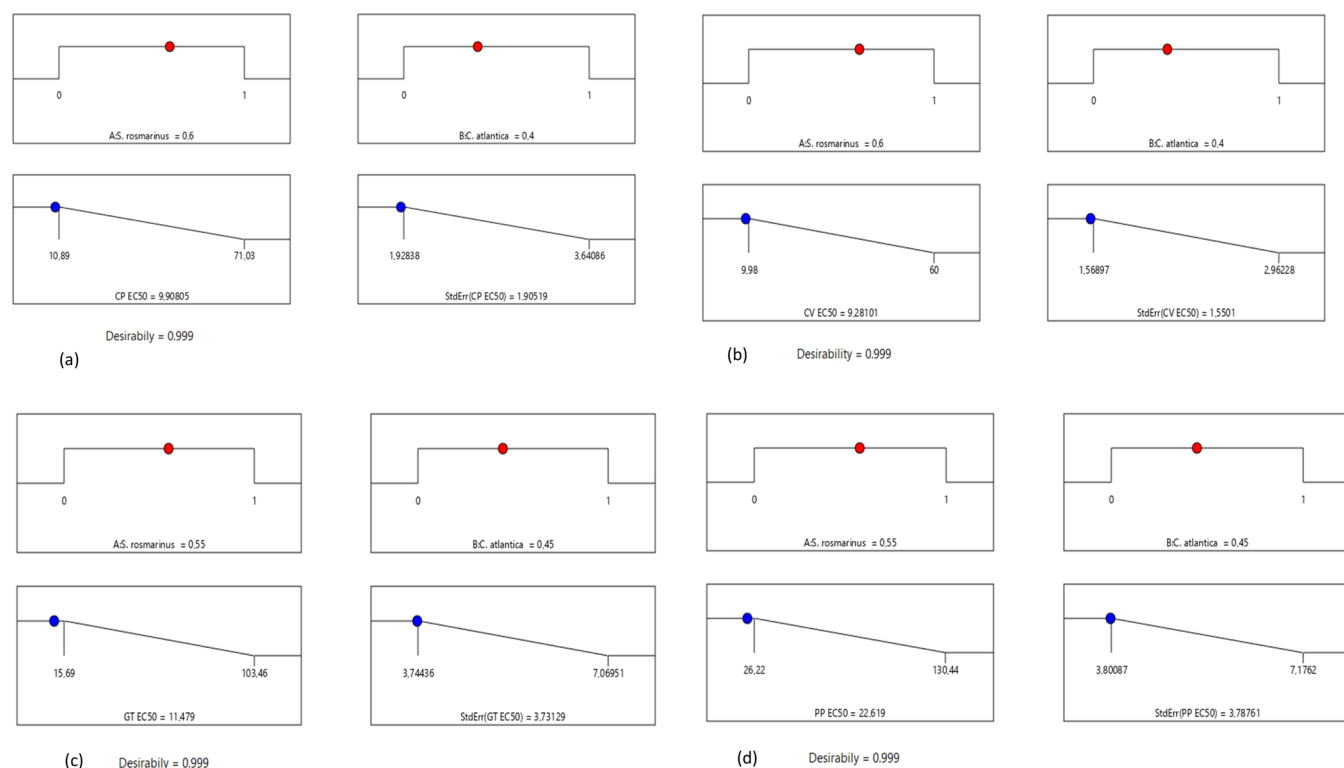 0
1
A:S. rosmarinus = 0,6
0
1
B:C. atlantica = 0,4
10,89
71,03
CP EC50 = 9,90805
1,92838
3,64086
StdErr(CP EC50) = 1,90519
Desirabily = 0.999
(a)
0
1
A:S. rosmarinus = 0,6
0
1
B:C. atlantica = 0,4
9,98
60
CV EC50 = 9,28101
1,56897
2,96228
StdErr(CV EC50) = 1,5501
(b)
Desirability = 0.999
0
1
A:S. rosmarinus = 0,55
0
1
B:C. atlantica = 0,45
15,69
103,46
GT EC50 = 11,479
3,74436
7,06951
StdErr(GT EC50) = 3,73129
(c)
Desirabily = 0.999
0
1
A:S. rosmarinus = 0,55
0
1
B:C. atlantica = 0,45
26,22
130,44
PP EC50 = 22,619
3,80087
7,1762
StdErr(PP EC50) = 3,78761
(d)
Desirabily = 0.999